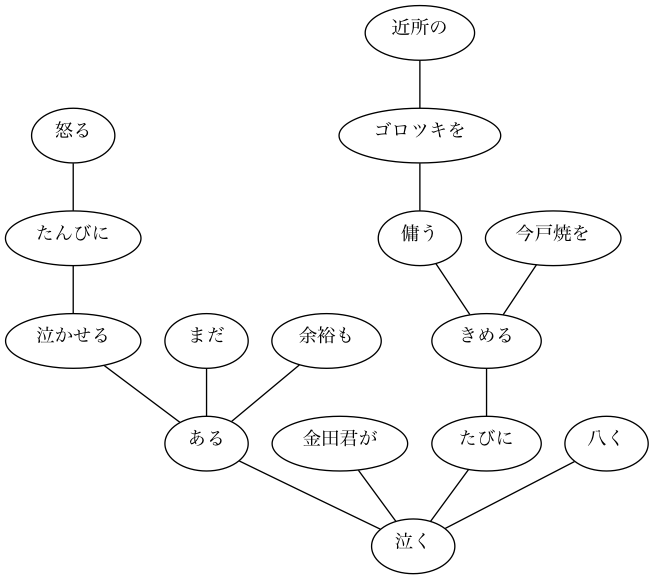 近所の
怒る
ゴロツキを
たんびに
傭う
今戸焼を
泣かせる
まだ
余裕も
きめる
ある
金田君が
たびに
八く
泣く